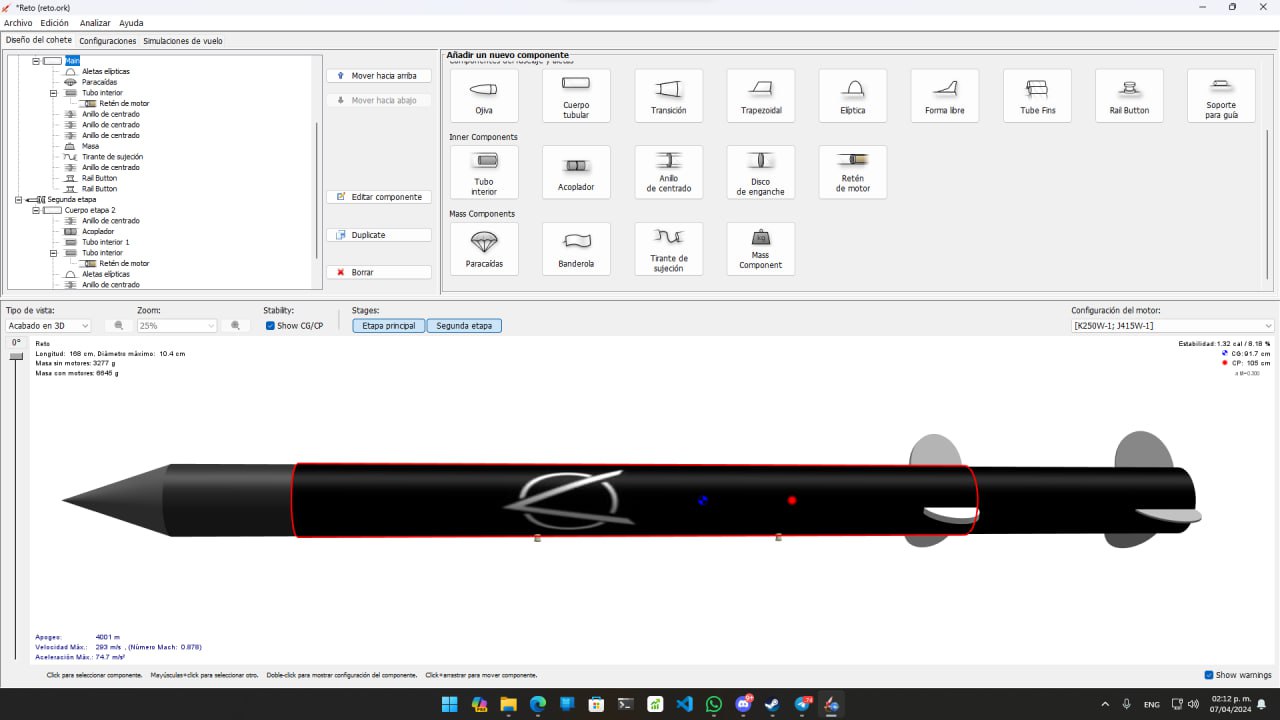 *Reto (reto.ork)
Archivo Edición Analizar Ayuda
Diseño del cohete Configuraciones Simulaciones de vuelo
Main
Aletas elípticas
Paracaídas
Tubo interior
Retén de motor
Anillo de centrado
Anillo de centrado
Anillo de centrado
Masa
Tirante de sujeción
Anillo de centrado
Rail Button
Rail Button
Segunda etapa
Cuerpo etapa 2
Anillo de centrado
Acoplador
Tubo interior 1
Tubo interior
Retén de motor
Aletas elípticas
Anillo de centrado
Mover hacia arriba
Mover hacia abajo
Editar componente
Duplicate
Borrar
Añadir un nuevo componente
Ojiva
Cuerpo tubular
Transición
Trapezoidal
Elíptica
Forma libre
Tube Fins
Rail Button
Soporte para guía
Inner Components
Tubo interior
Acoplador
Anillo de centrado
Disco de enganche
Retén de motor
Mass Components
Paracaídas
Banderola
Tirante de sujeción
Mass Component
Tipo de vista: Zoom: Stability: Stages: Configuración del motor:
Acabado en 3D 25% Show CG/CP Etapa principal Segunda etapa [K250W-1; J415W-1]
0°
Reto
Longitud: 168 cm, Diámetro máximo: 10.4 cm
Masa sin motores: 3277 g
Masa con motores: 6645 g
Estabilidad:1.32 cal / 8.18 %
CG:91.7 cm
CP: 105 cm
a M=0.300
Apogeo: 4001 m
Velocidad Máx.: 293 m/s , (Número Mach: 0.878)
Aceleración Máx.: 74.7 m/s²
Click para seleccionar componente. Mayúsculas+click para seleccionar otro. Doble-click para mostrar configuración del componente. Click+arrastrar para mover componente.
Show warnings
ENG
02:12 p. m.
07/04/2024